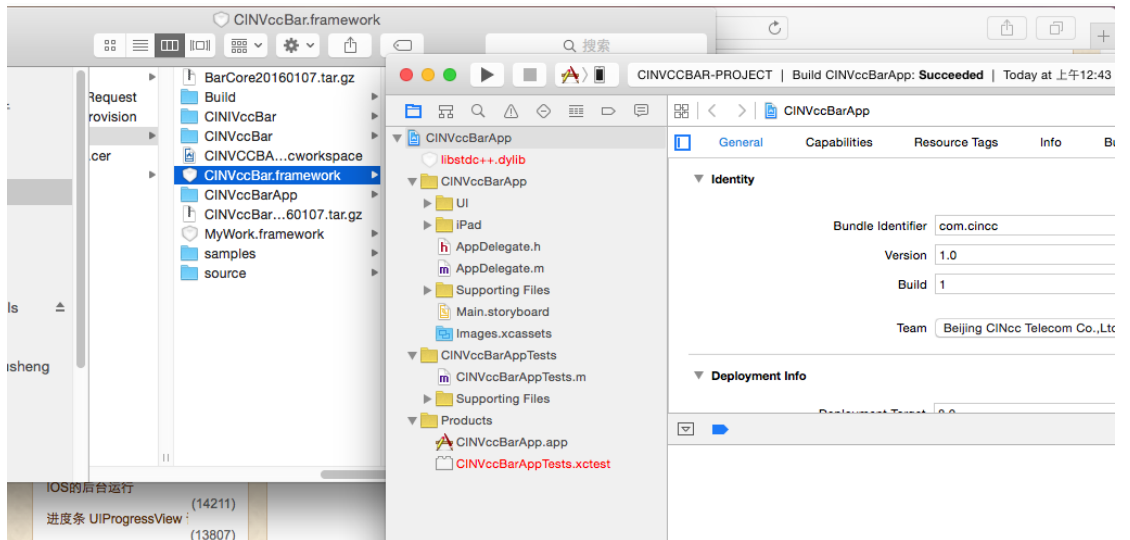 CINVccBar.framework
搜索
Request
rovision
.cer
ls
usheng
BarCore20160107.tar.gz
Build
CINIVccBar
CINVccBar
CINVCCBA...cworkspace
CINVccBar.framework
CINVccBarApp
CINVccBar...60107.tar.gz
MyWork.framework
samples
source
IOS的后台运行
(14211)
进度条 UIProgressView
(13807)
CINVCCBAR-PROJECT | Build CINVccBarApp: Succeeded | Today at 上午12:43
CINVccBarApp
libstdc++.dylib
CINVccBarApp
UI
iPad
AppDelegate.h
AppDelegate.m
Supporting Files
Main.storyboard
Images.xcassets
CINVccBarAppTests
CINVccBarAppTests.m
Supporting Files
Products
CINVccBarApp.app
CINVccBarAppTests.xctest
CINVccBarApp
General Capabilities Resource Tags Info Bu
Identity
Bundle Identifier com.cincc
Version 1.0
Build 1
Team Beijing CINcc Telecom Co.,Ltd
Deployment Info
Deployment Target 8.0